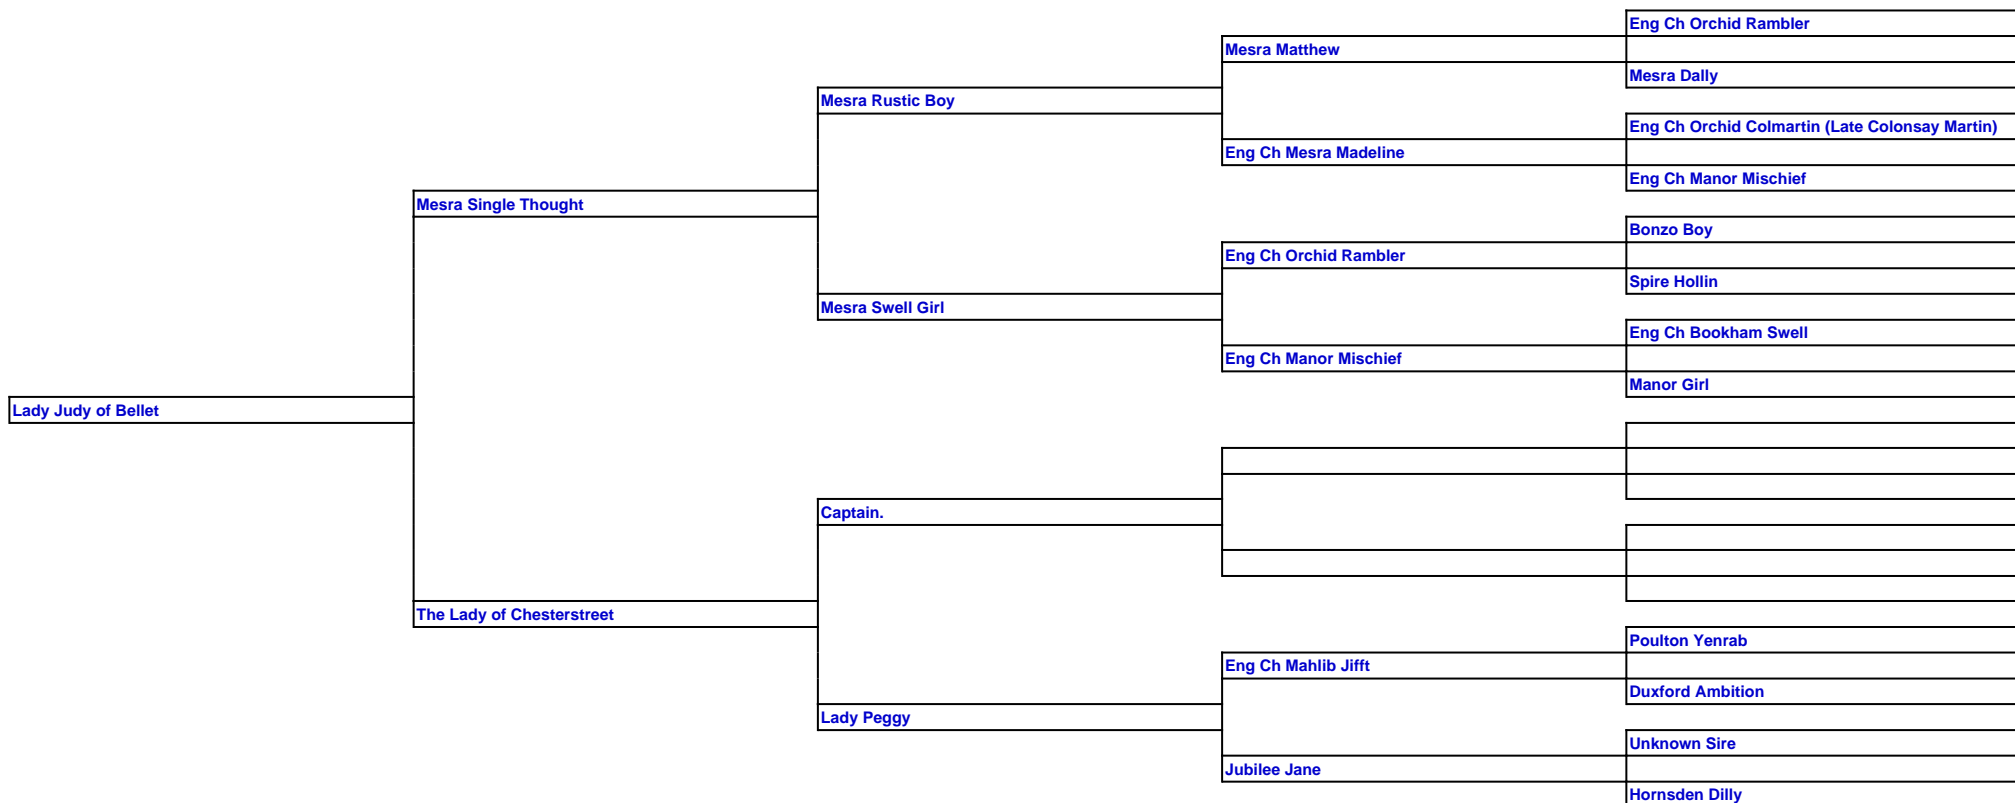 Eng Ch Orchid Rambler
Mesra Matthew
Mesra Dally
Mesra Rustic Boy
Eng Ch Orchid Colmartin (Late Colonsay Martin)
Eng Ch Mesra Madeline
Eng Ch Manor Mischief
Mesra Single Thought
Bonzo Boy
Eng Ch Orchid Rambler
Spire Hollin
Mesra Swell Girl
Eng Ch Bookham Swell
Eng Ch Manor Mischief
Manor Girl
Lady Judy of Bellet
Captain.
The Lady of Chesterstreet
Poulton Yenrab
Eng Ch Mahlib Jifft
Duxford Ambition
Lady Peggy
Unknown Sire
Jubilee Jane
Hornsden Dilly